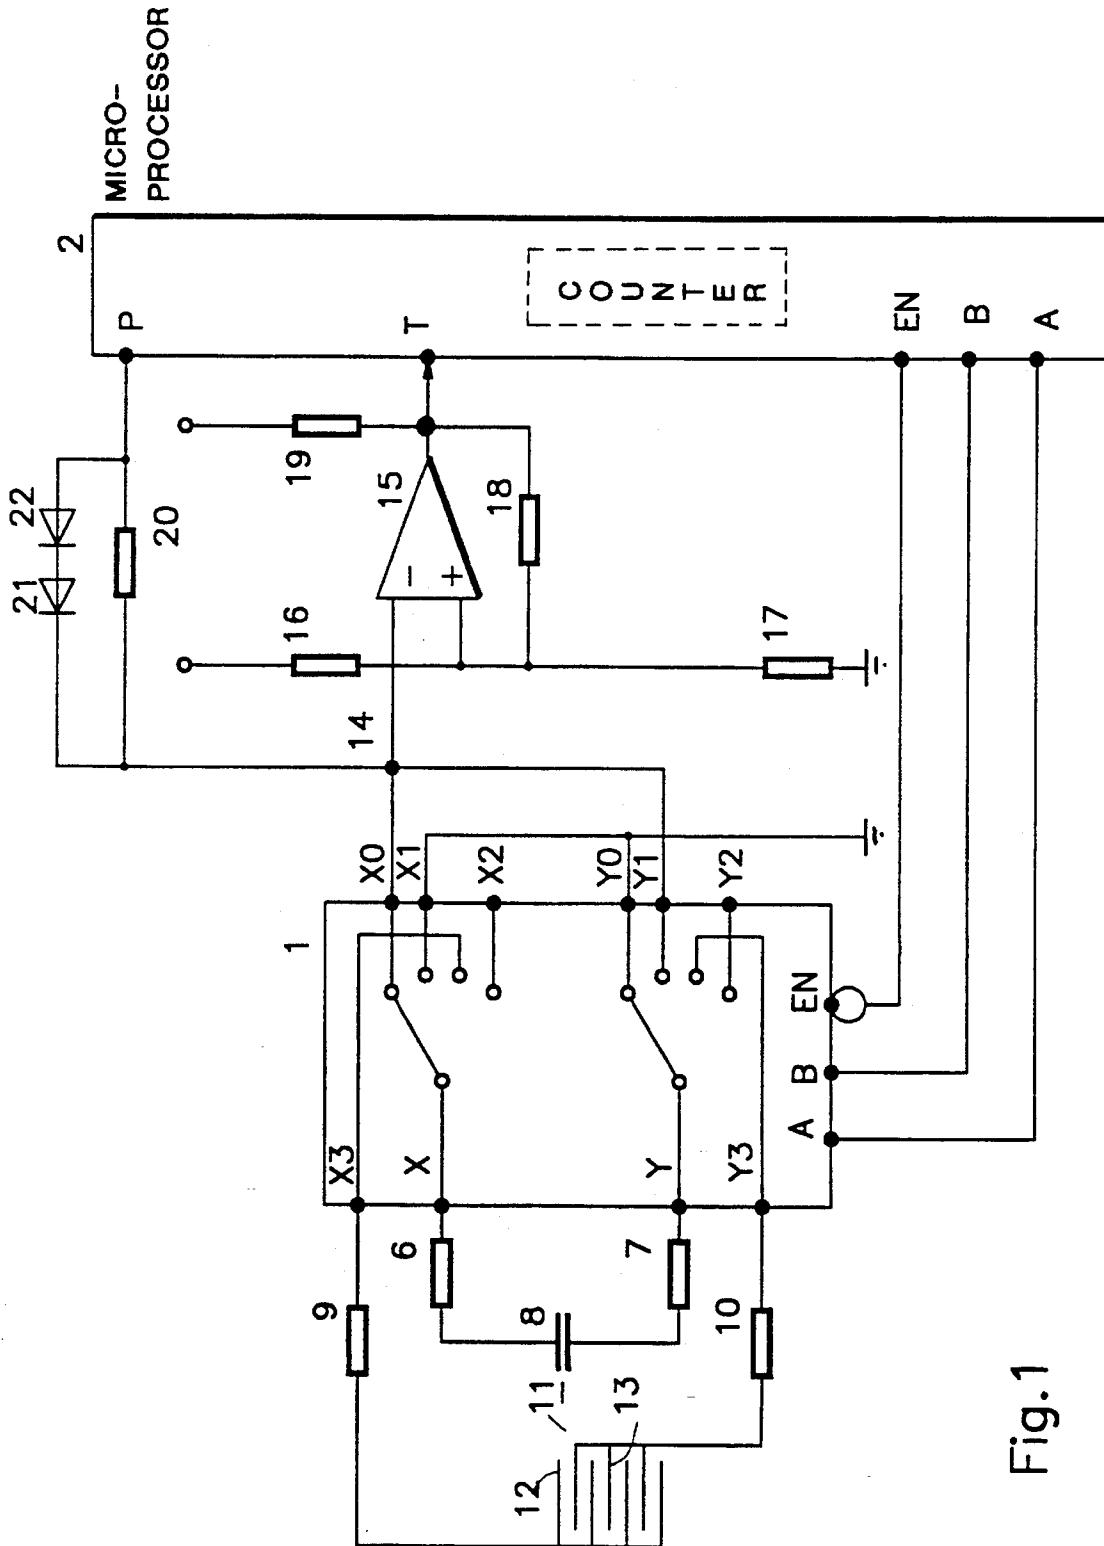 MICRO-
PROCESSOR
2
P
T
COUNTER
EN
B
A
22
21
20
19
15
18
16
17
14
1
X0
X1
X2
Y0
Y1
Y2
X3
X
Y
Y3
A
B
EN
9
6
7
10
8
11
12
13
Fig.1